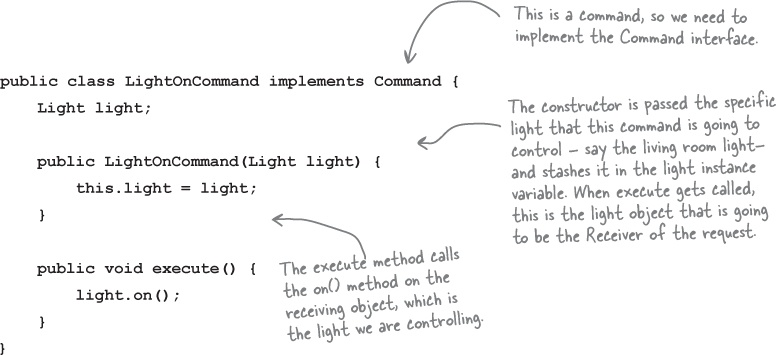 This is a command, so we need to
implement the Command interface.
public class LightOnCommand implements Command {
Light light;
public LightOnCommand(Light light) {
this.light = light;
}
The constructor is passed the specific
light that this command is going to
control – say the living room light–
and stashes it in the light instance
variable. When execute gets called,
this is the light object that is going
to be the Receiver of the request.
public void execute() {
light.on();
}
}
The execute method calls
the on() method on the
receiving object, which is
the light we are controlling.